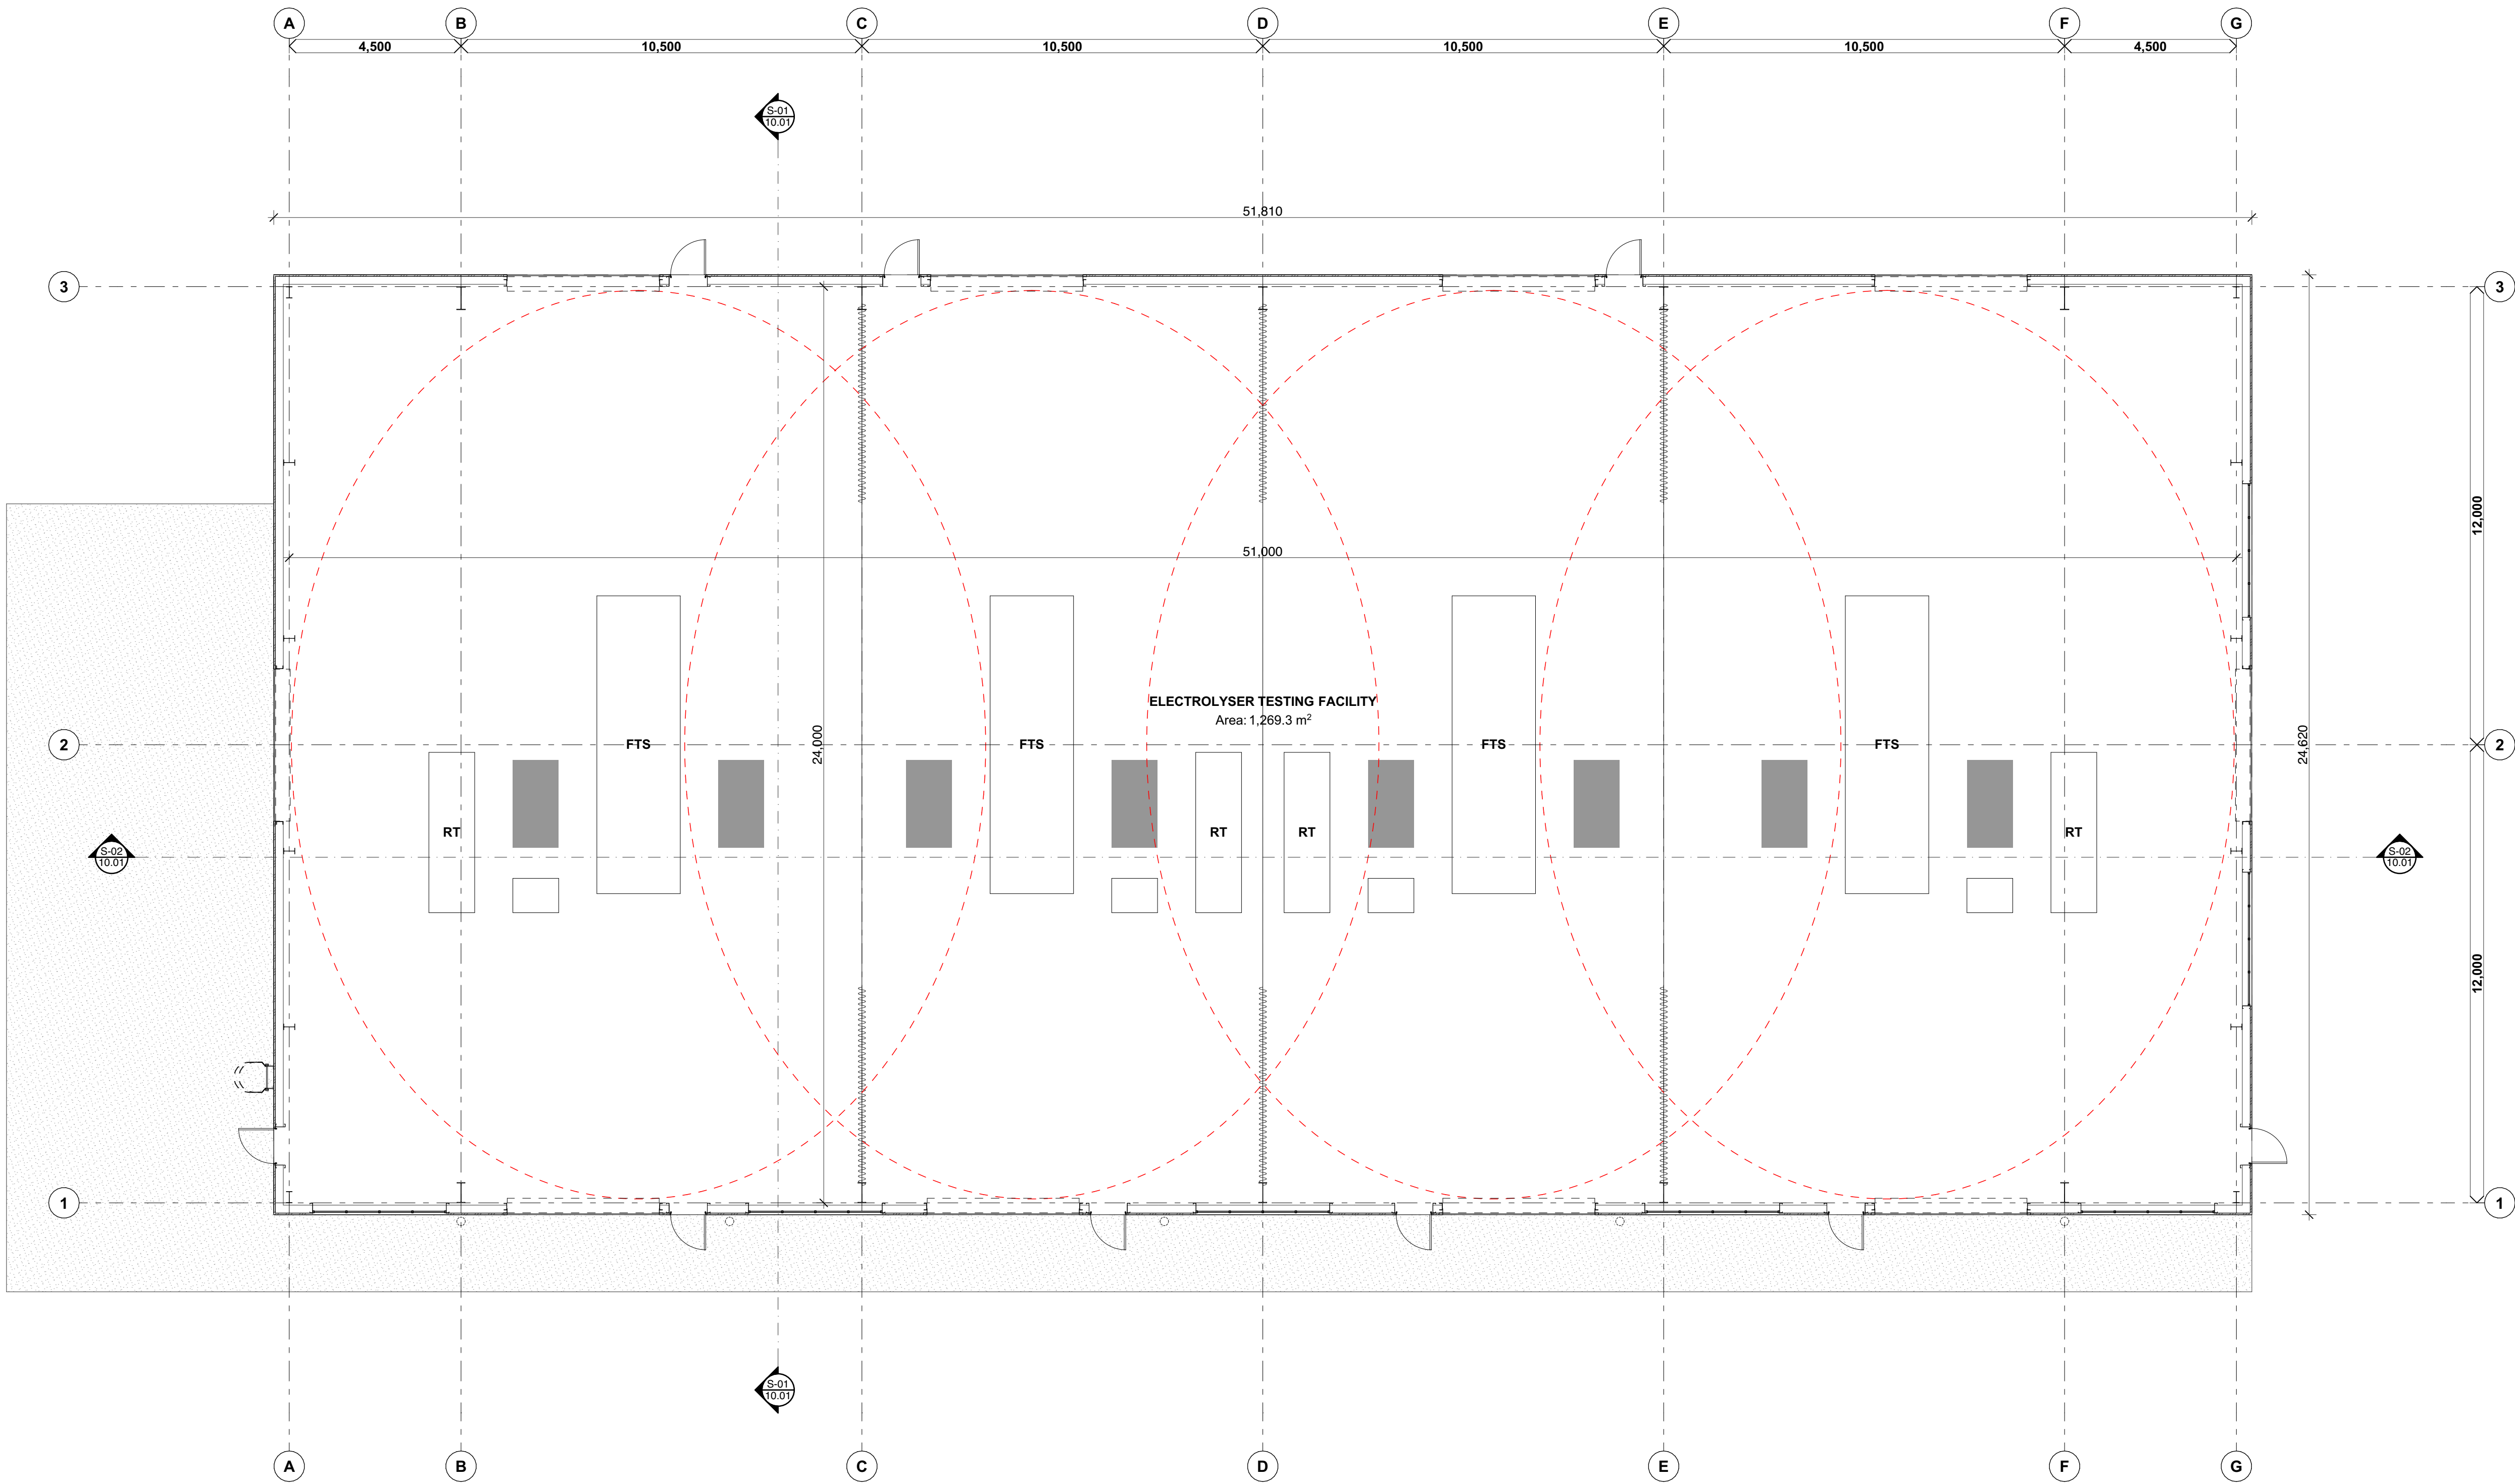 A B C D E F G
4,500 10,500 10,500 10,500 10,500 4,500
S-01
10.01
51,810
3 3
12,000
51,000
ELECTROLYSER TESTING FACILITY
Area: 1,269.3 m²
2 FTS 24,000 FTS FTS FTS 24,620 2
RT RT RT RT
S-02 S-02
10.01 10.01
12,000
1 1
S-01
10.01
A B C D E F G